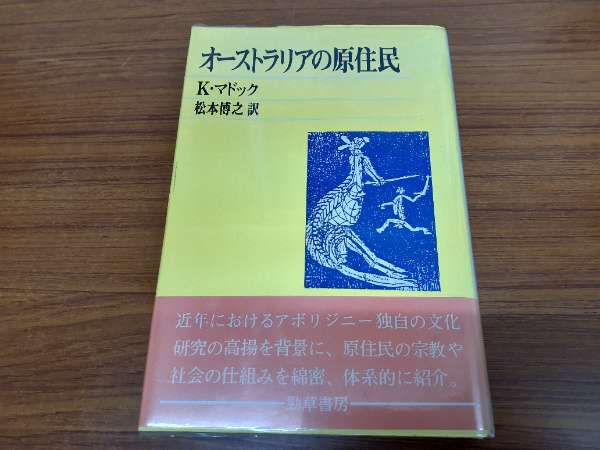 オーストラリアの原住民
K・マドック
松本博之 訳
近年におけるアボリジニー独自の文化
研究の高揚を背景に、原住民の宗教や
社会の仕組みを綿密、体系的に紹介。
勁草書房